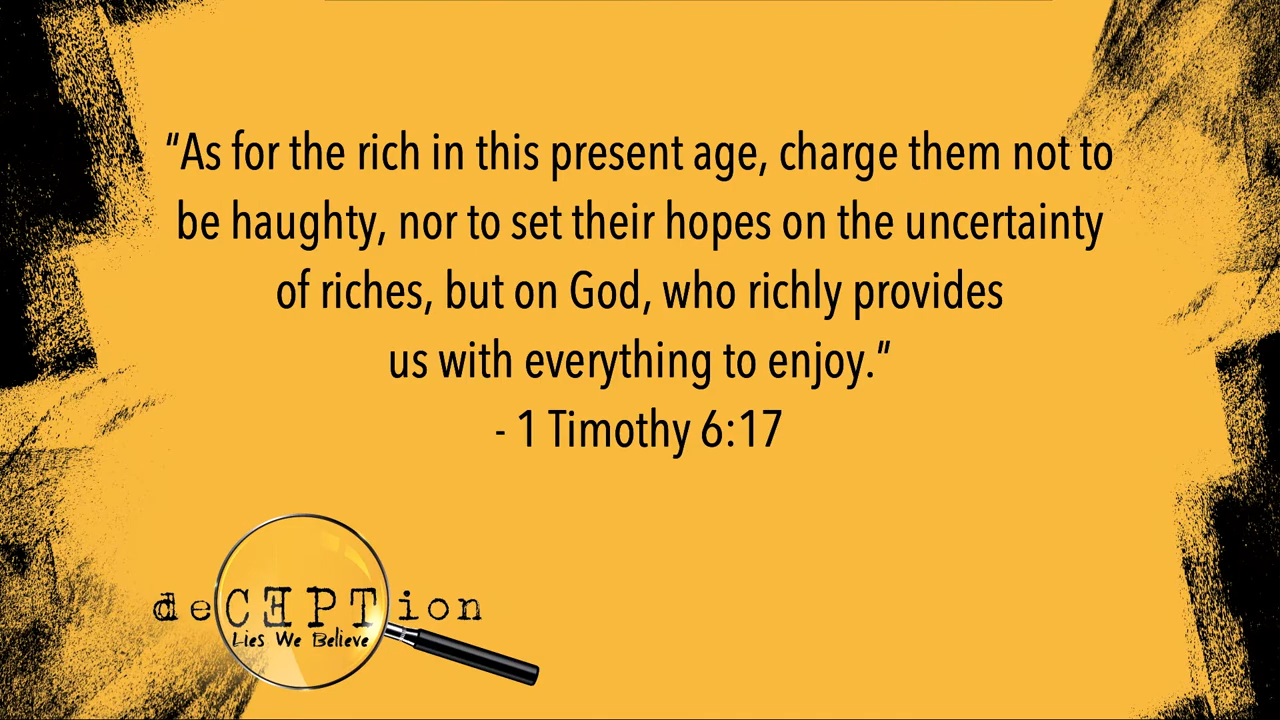 “As for the rich in this present age, charge them not to
be haughty, nor to set their hopes on the uncertainty
of riches, but on God, who richly provides
us with everything to enjoy.”
- 1 Timothy 6:17
deCEPTion
Lies We Believe